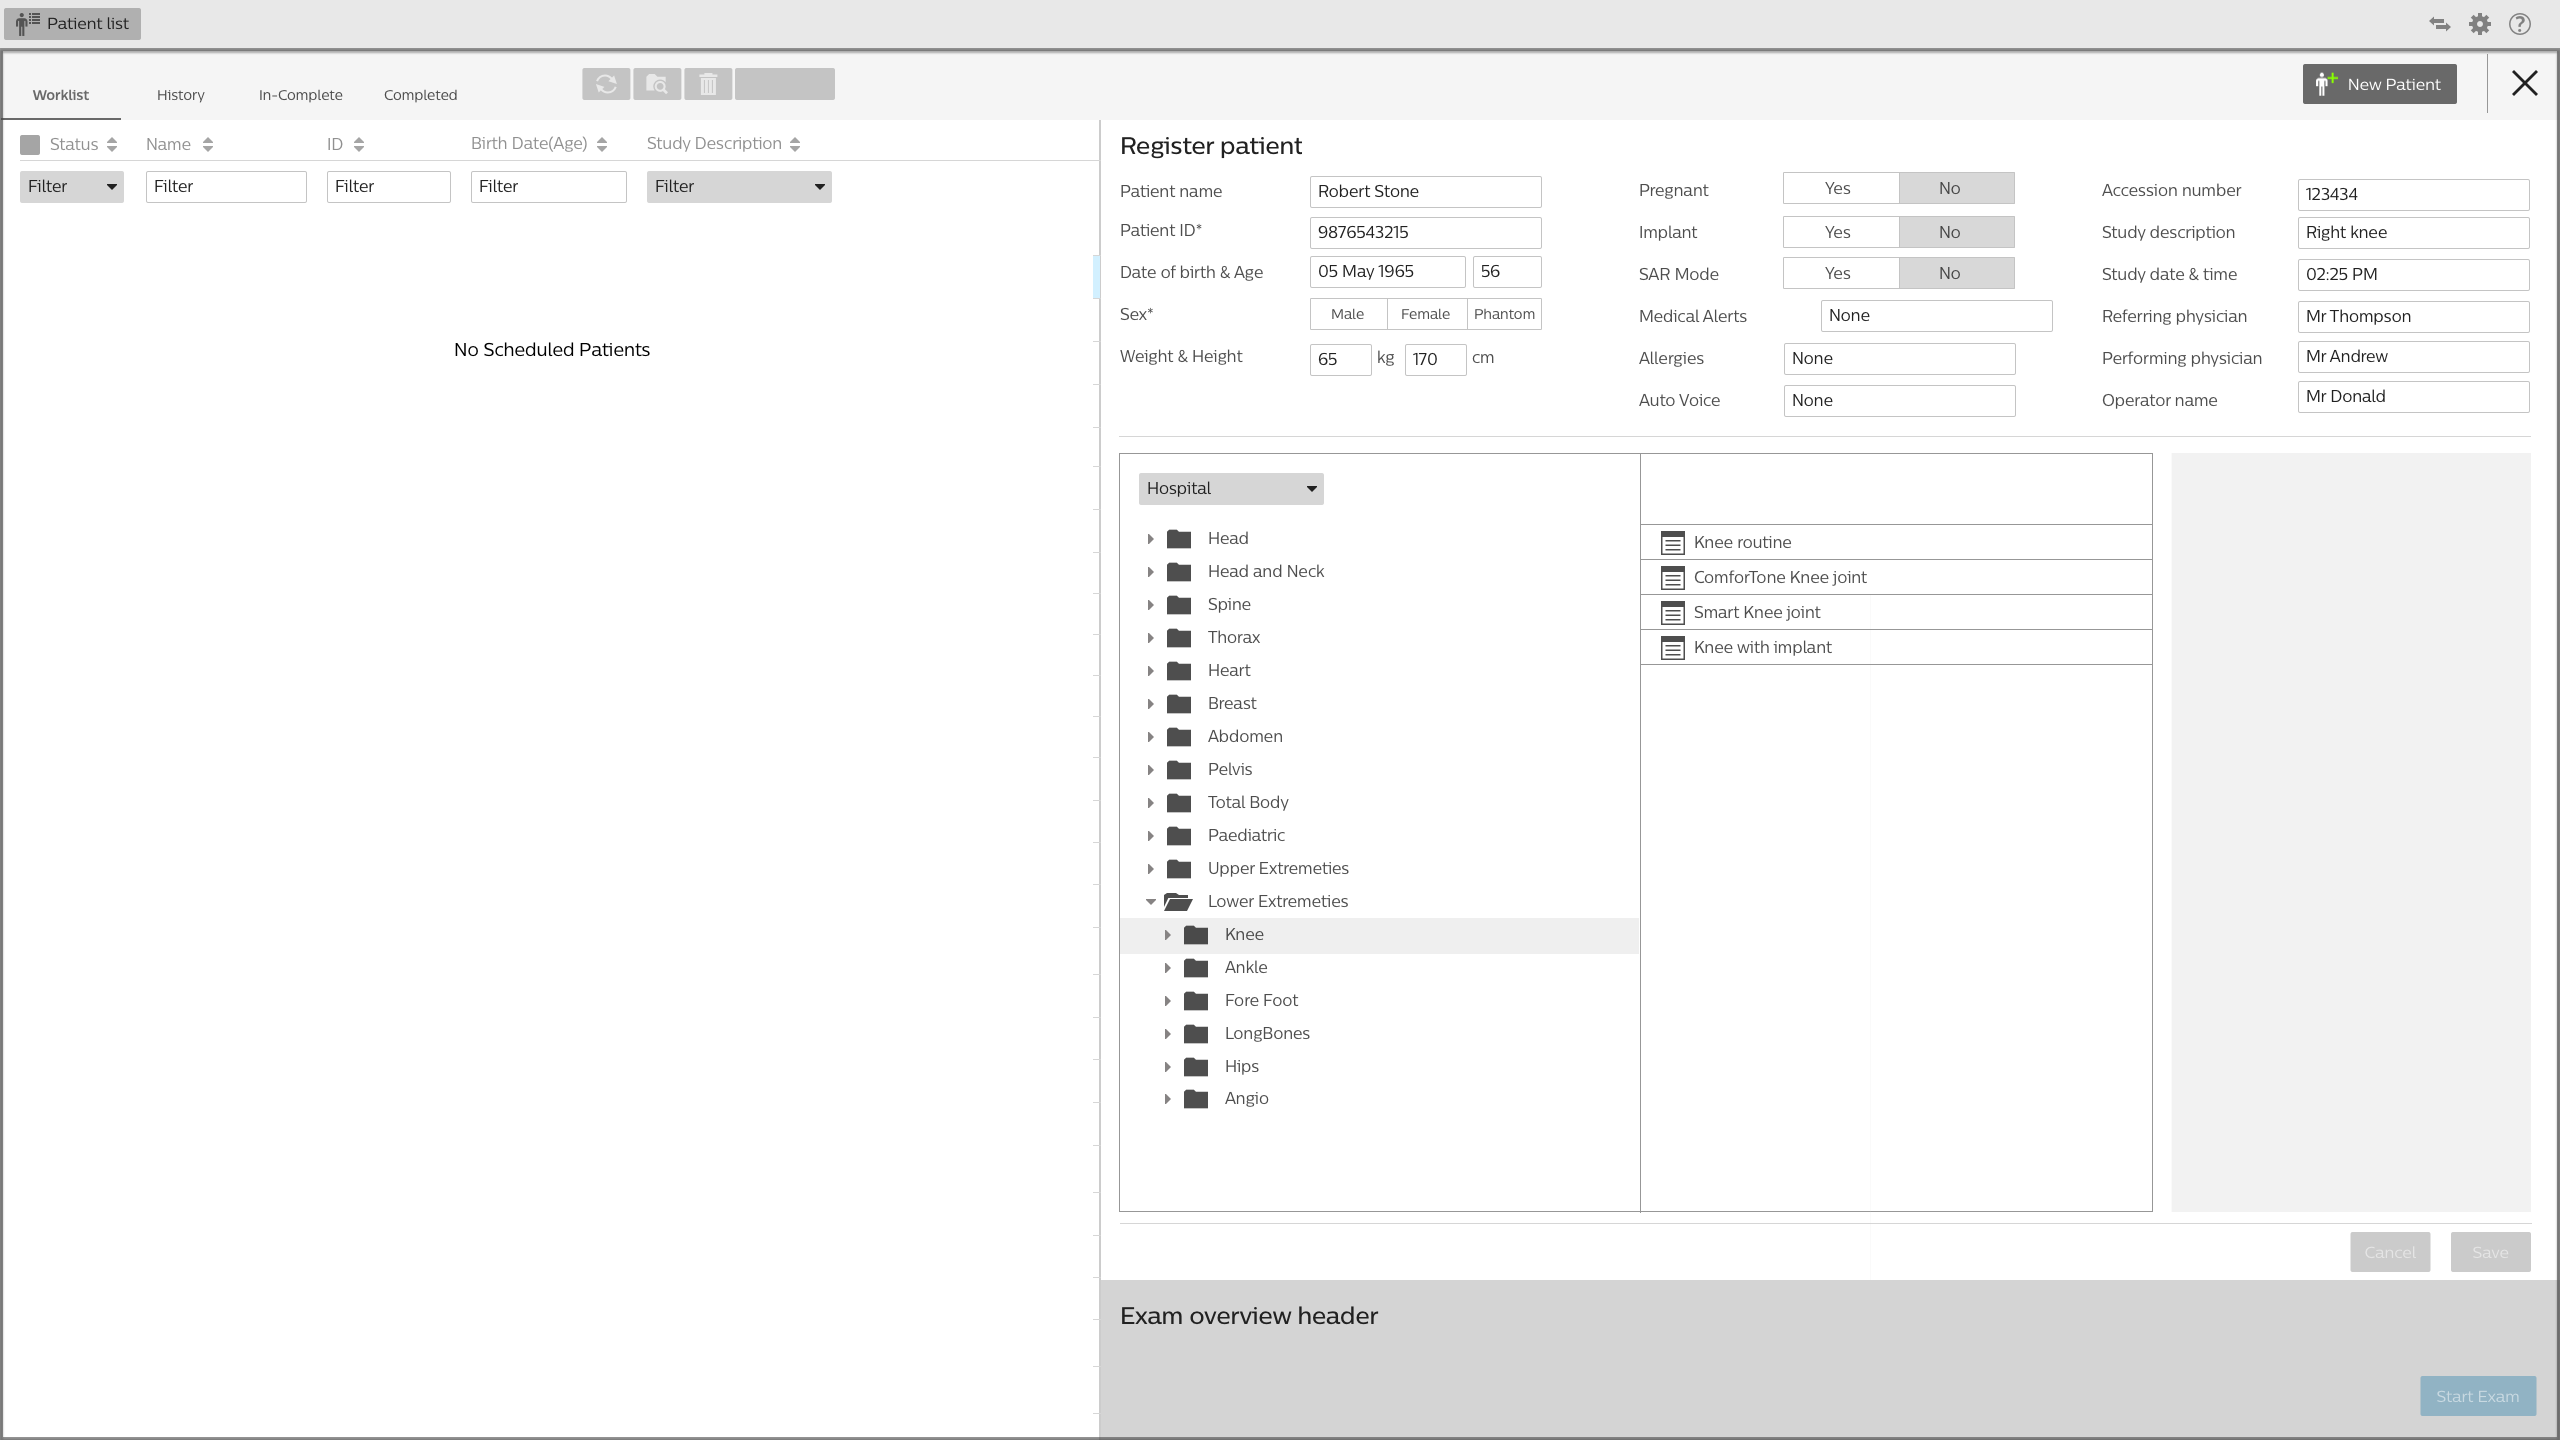 Patient list
Worklist
History
In-Complete
Completed
New Patient
Status
Name
ID
Birth Date(Age)
Study Description
Filter
Filter
Filter
Filter
Filter
No Scheduled Patients
Register patient
Patient name
Robert Stone
Patient ID*
9876543215
Date of birth & Age
05 May 1965
56
Sex*
Male
Female
Phantom
Weight & Height
65
kg
170
cm
Pregnant
Yes
No
Implant
Yes
No
SAR Mode
Yes
No
Medical Alerts
None
Allergies
None
Auto Voice
None
Accession number
123434
Study description
Right knee
Study date & time
02:25 PM
Referring physician
Mr Thompson
Performing physician
Mr Andrew
Operator name
Mr Donald
Hospital
Head
Head and Neck
Spine
Thorax
Heart
Breast
Abdomen
Pelvis
Total Body
Paediatric
Upper Extremeties
Lower Extremeties
Knee
Ankle
Fore Foot
LongBones
Hips
Angio
Knee routine
ComforTone Knee joint
Smart Knee joint
Knee with implant
Cancel
Save
Exam overview header
Start Exam